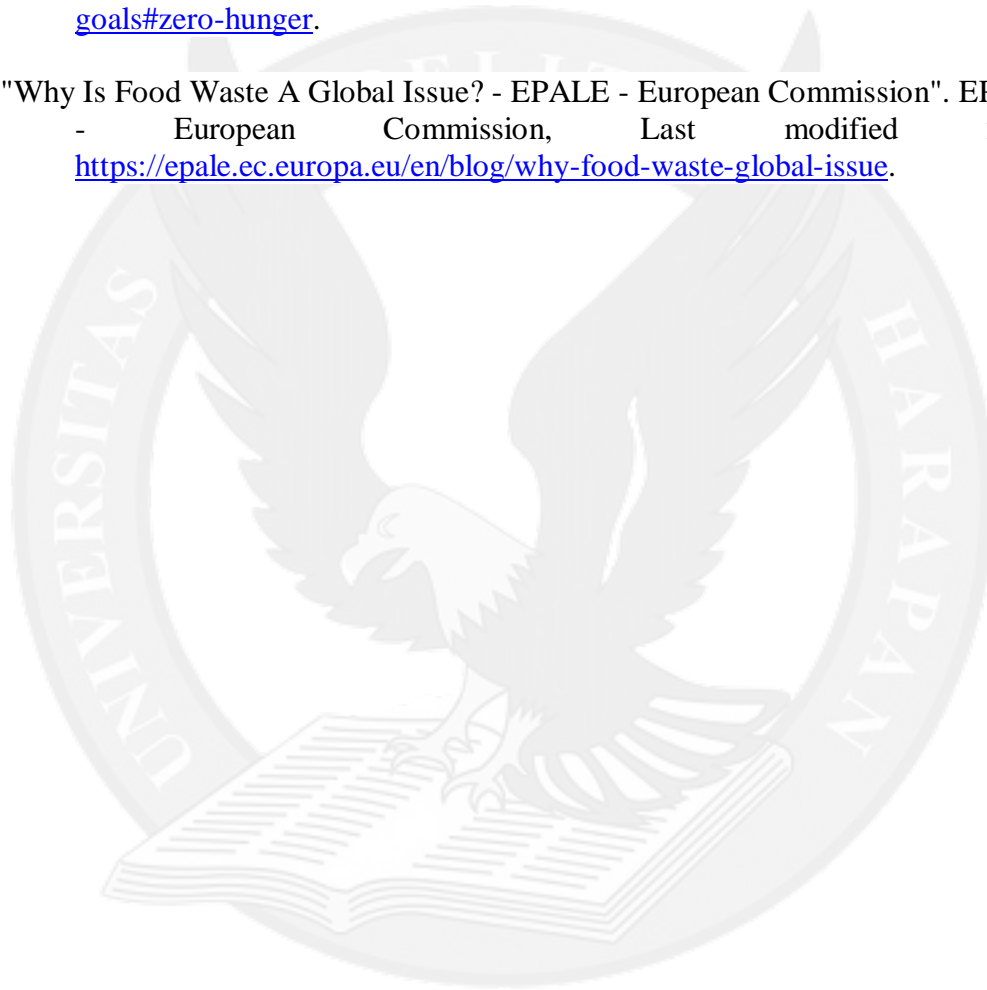 goals#zero-hunger.
"Why Is Food Waste A Global Issue? - EPALE - European Commission". 
- European Commission, Last modified
https://epale.ec.europa.eu/en/blog/why-food-waste-global-issue.
UNIVERSITAS
HARAPAN